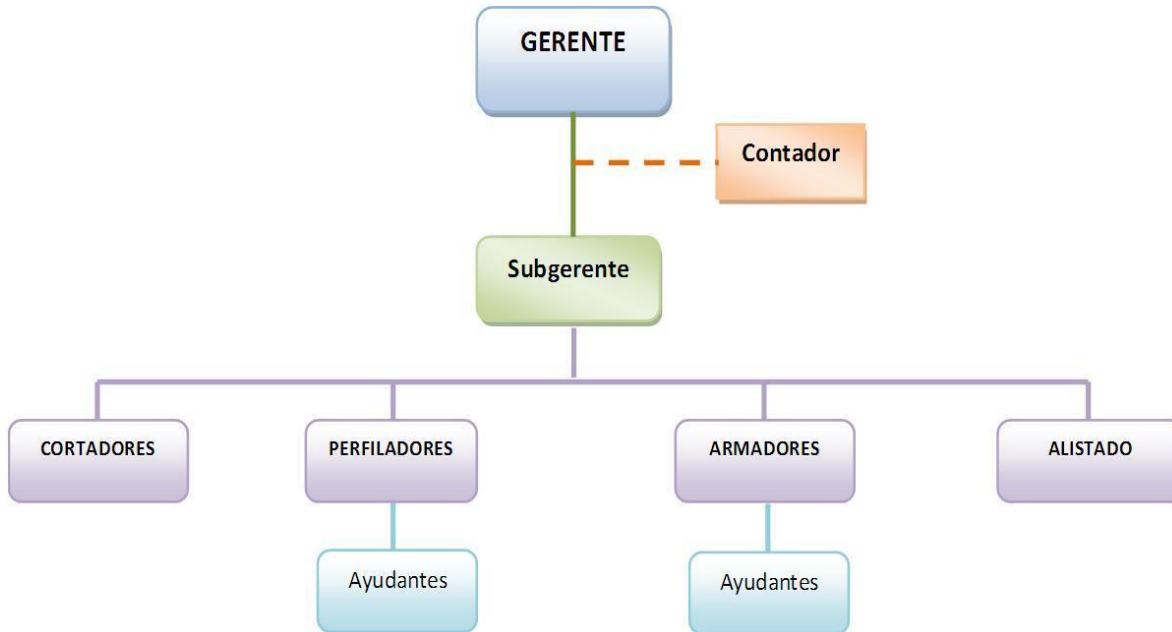 GERENTE
Contador
Subgerente
CORTADORES
PERFILADORES
ARMADORES
ALISTADO
Ayudantes
Ayudantes